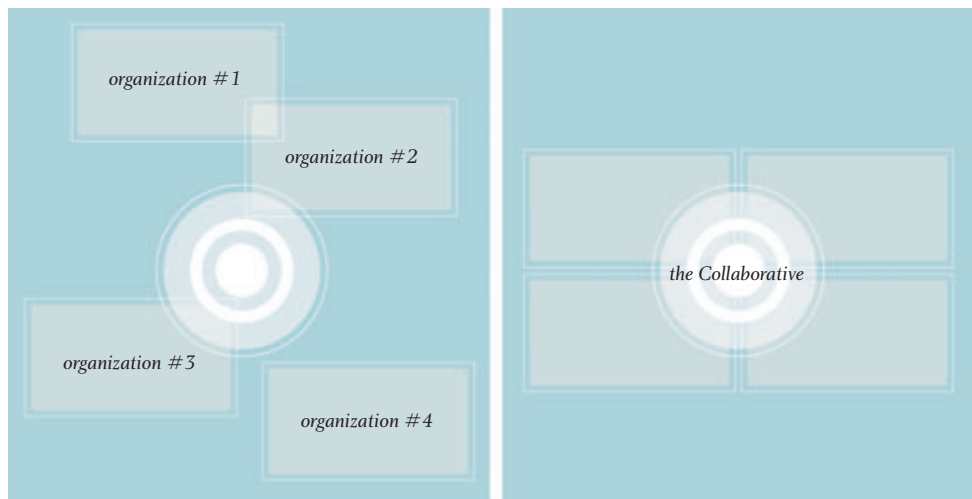 organization #1
organization #2
organization #3
organization #4
the Collaborative